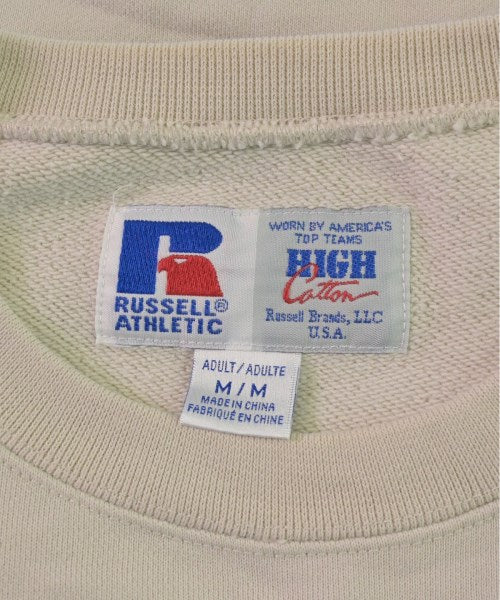 RUSSELL®
ATHLETIC
WORN BY AMERICA'S
TOP TEAMS
HIGH
Cotton
Russell Brands, LLC
U.S.A.
ADULT/ADULTE
M/M
MADE IN CHINA
FABRIQUÉ EN CHINE